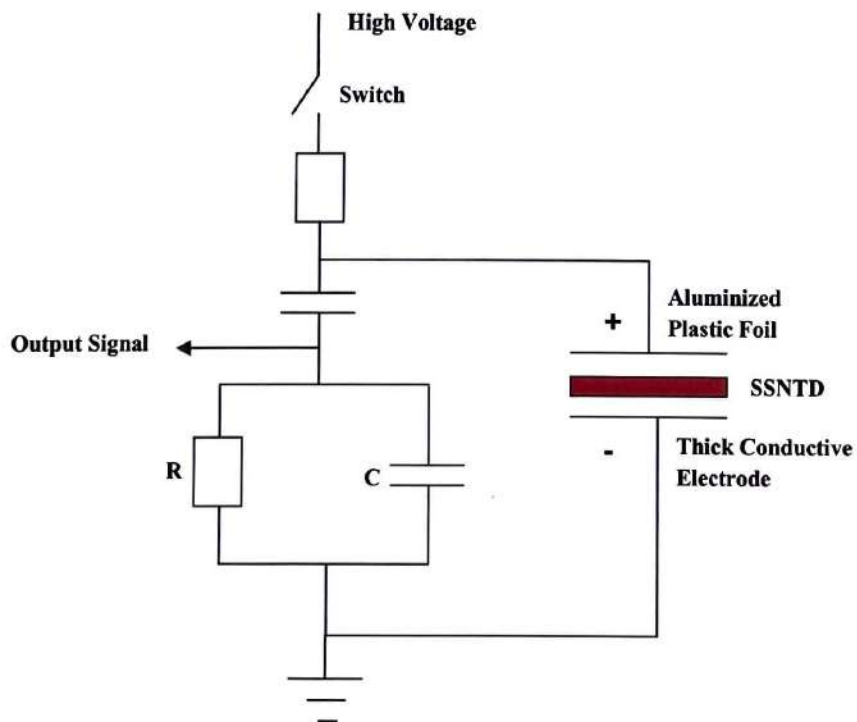 High Voltage
Switch
Output Signal
+
Aluminized
Plastic Foil
SSNTD
-
Thick Conductive
Electrode
R
C